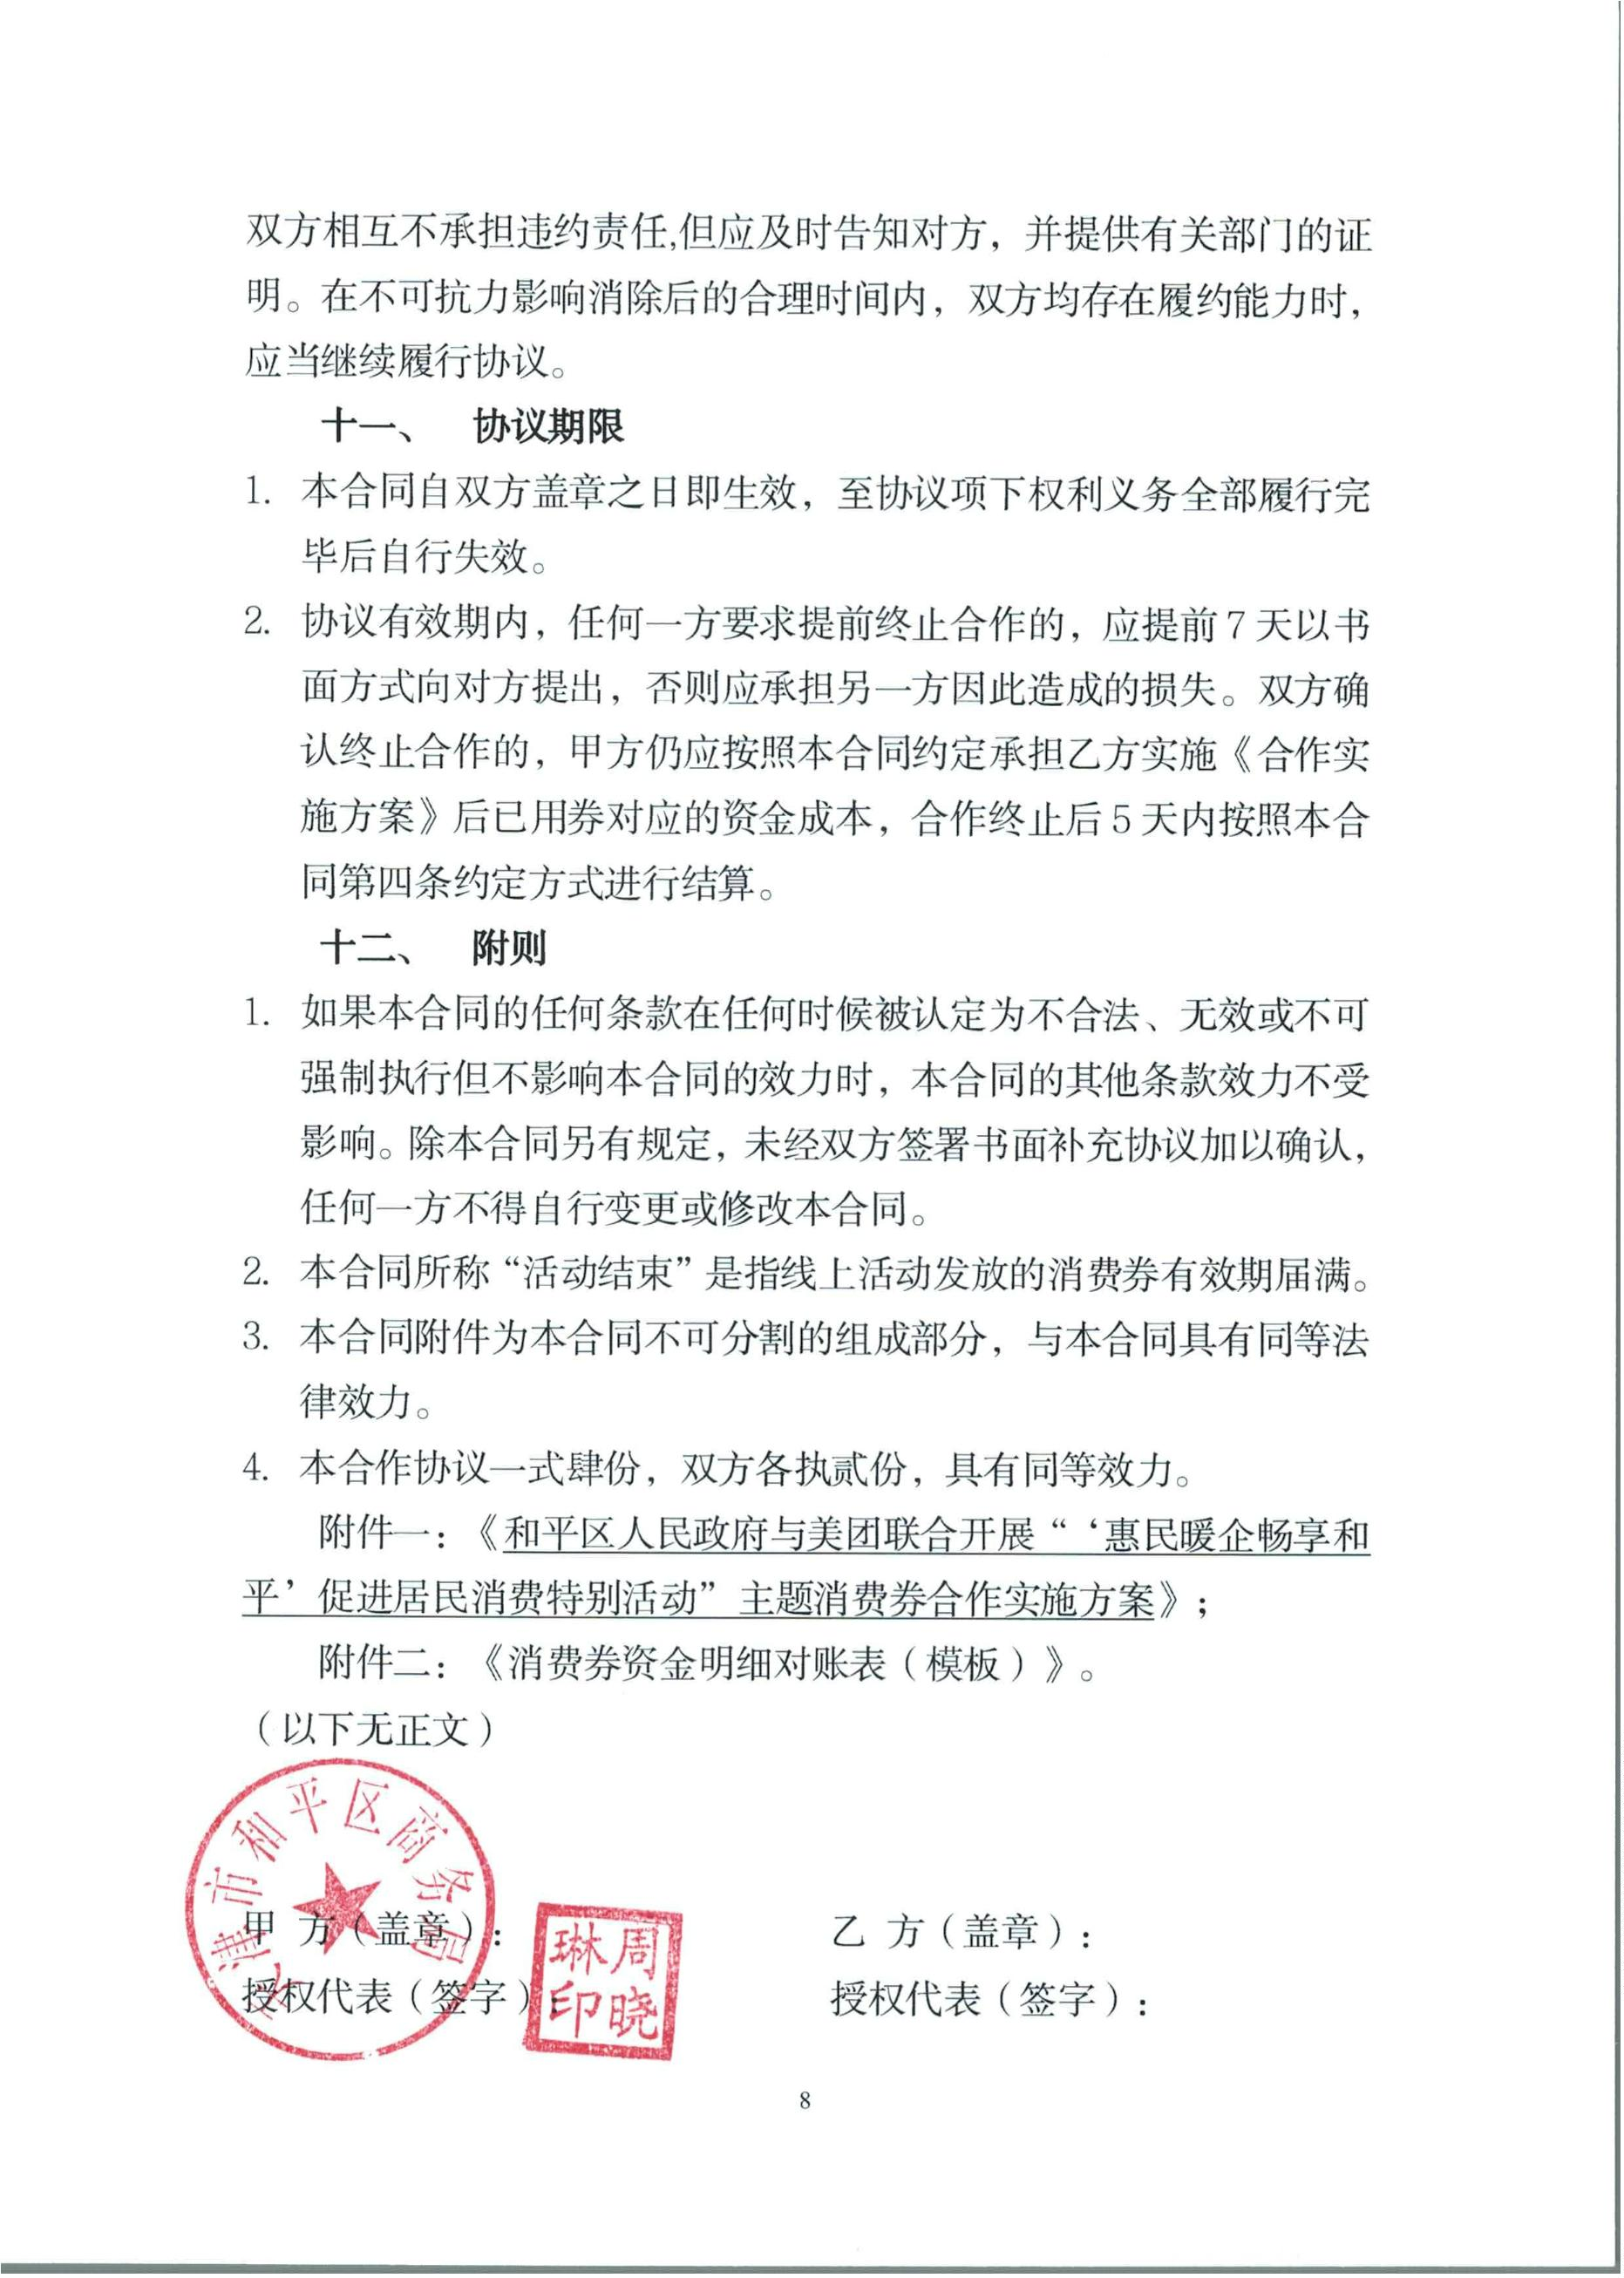 双方相互不承担违约责任,但应及时告知对方，并提供有关部门的证
明。在不可抗力影响消除后的合理时间内，双方均存在履约能力时，
应当继续履行协议。
十一、 协议期限
1. 本合同自双方盖章之日即生效，至协议项下权利义务全部履行完
毕后自行失效。
2. 协议有效期内，任何一方要求提前终止合作的，应提前7天以书
面方式向对方提出，否则应承担另一方因此造成的损失。双方确
认终止合作的，甲方仍应按照本合同约定承担乙方实施《合作实
施方案》后已用券对应的资金成本，合作终止后5天内按照本合
同第四条约定方式进行结算。
十二、 附则
1. 如果本合同的任何条款在任何时候被认定为不合法、无效或不可
强制执行但不影响本合同的效力时，本合同的其他条款效力不受
影响。除本合同另有规定，未经双方签署书面补充协议加以确认，
任何一方不得自行变更或修改本合同。
2. 本合同所称“活动结束”是指线上活动发放的消费券有效期届满。
3. 本合同附件为本合同不可分割的组成部分，与本合同具有同等法
律效力。
4. 本合作协议一式肆份，双方各执贰份，具有同等效力。
附件一：《和平区人民政府与美团联合开展“‘惠民暖企畅享和
平’促进居民消费特别活动”主题消费券合作实施方案》；
附件二：《消费券资金明细对账表（模板）》。
（以下无正文）
天津市和平区商务局
甲 方（盖章）：
乙 方（盖章）：
授权代表（签字）：
周晓琳印
授权代表（签字）：
8